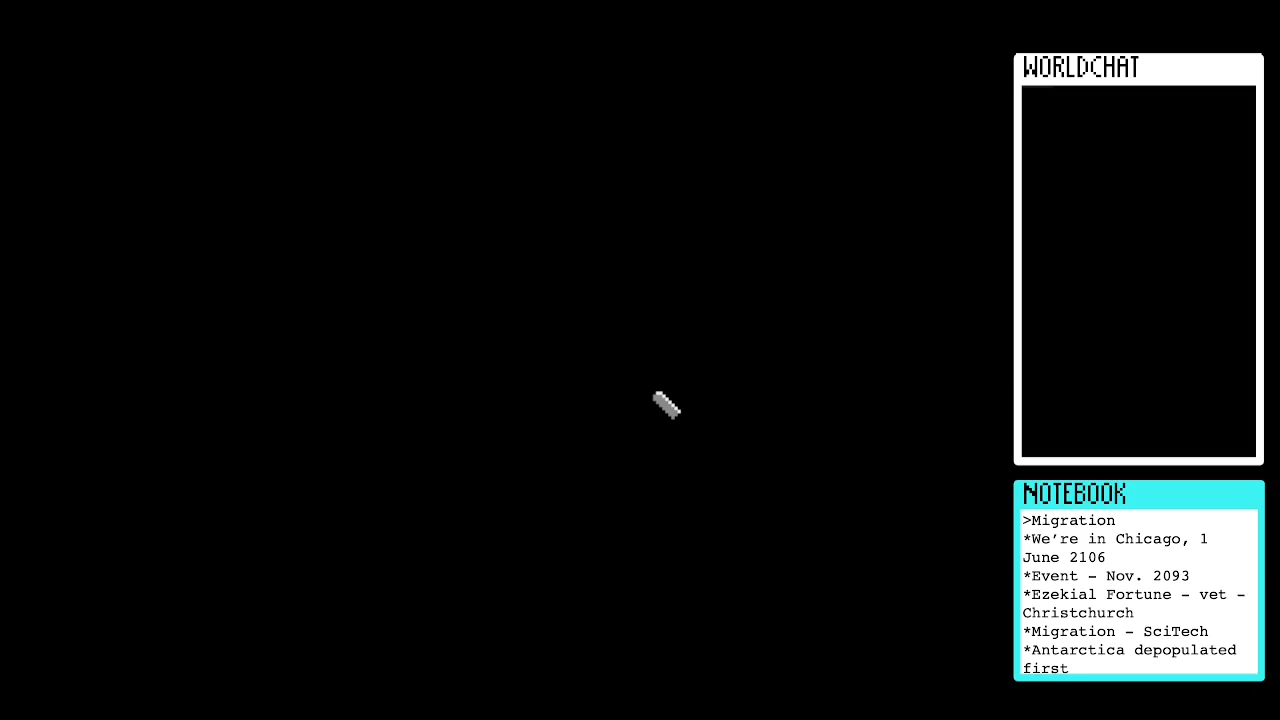 WORLDCHAT
NOTEBOOK
>Migration
*We're in Chicago, 1
June 2106
*Event - Nov. 2093
*Ezekial Fortune - vet -
Christchurch
*Migration - SciTech
*Antarctica depopulated
first